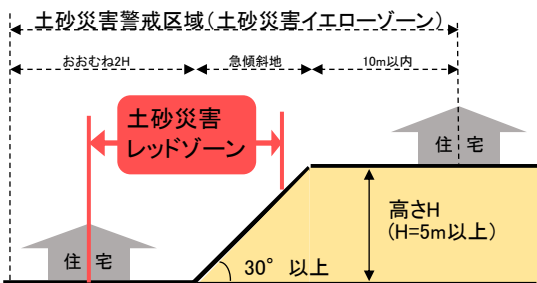 土砂災害警戒区域(土砂災害イエローゾーン)
おおむね2H
急傾斜地
10m以内
土砂災害
レッドゾーン
住宅
高さH
(H=5m以上)
住宅
30° 以上